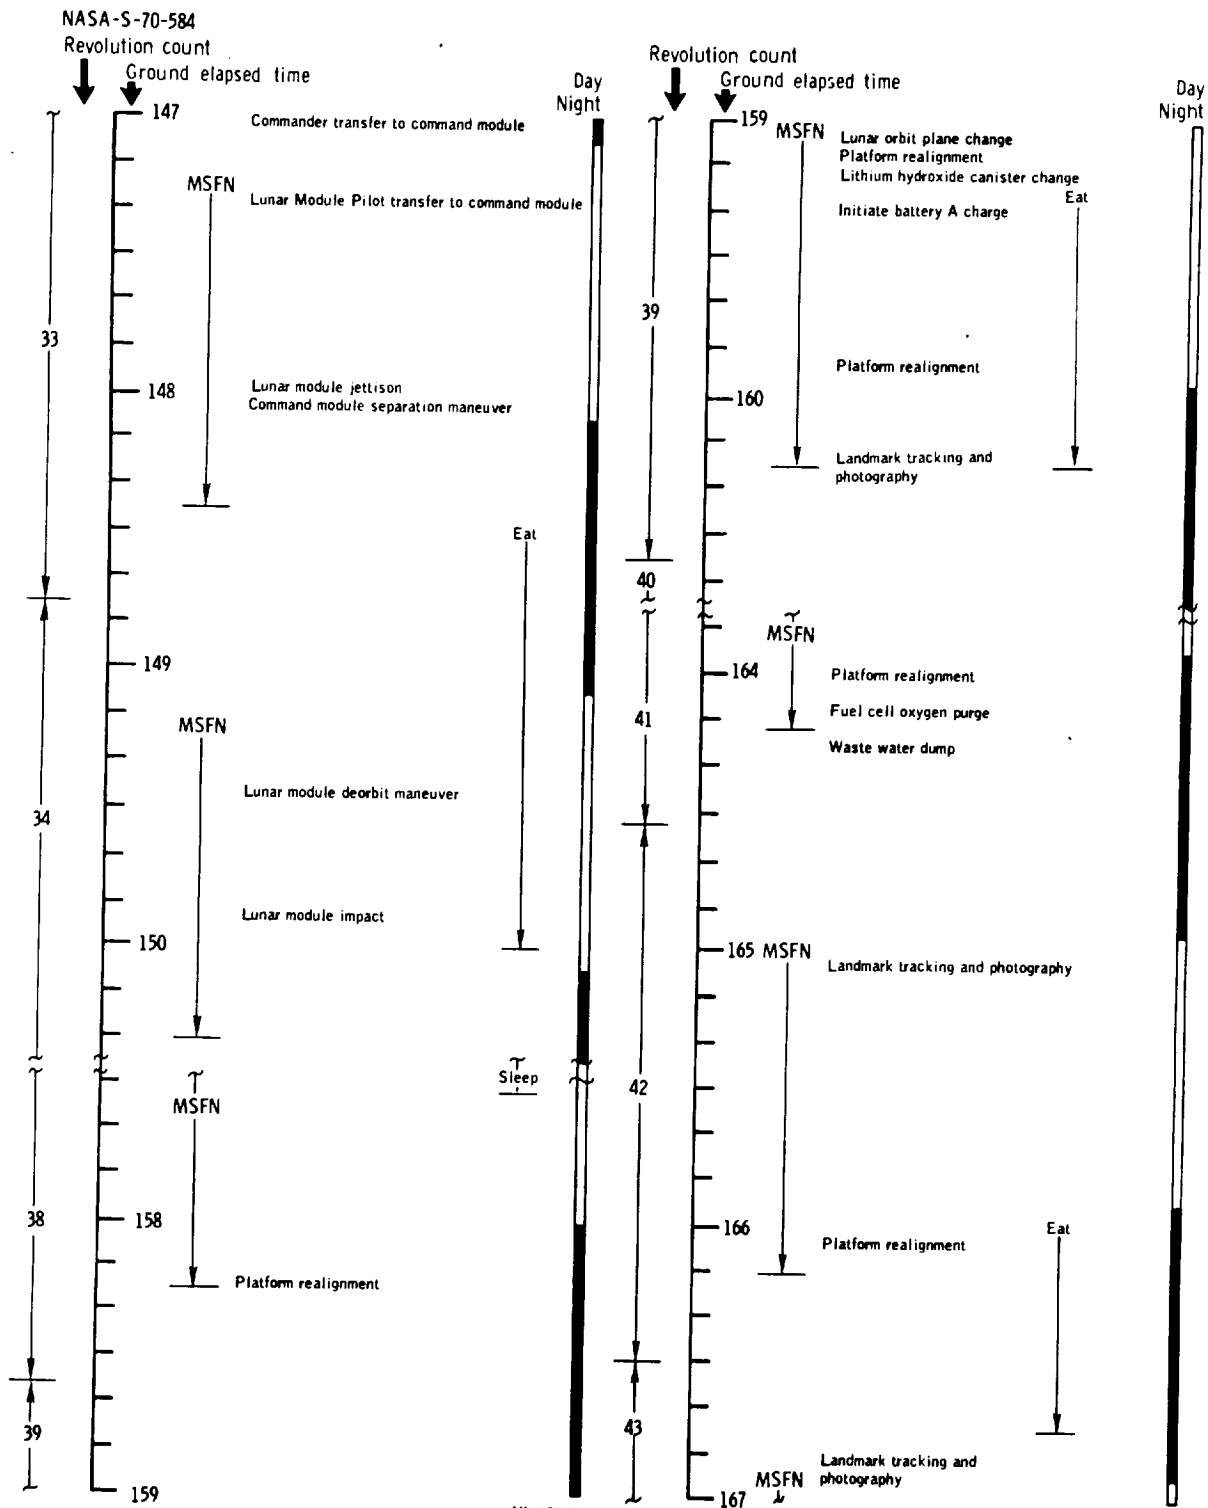 NASA-S-70-584
Revolution count
Ground elapsed time
Day
Night
147
Commander transfer to command module
MSFN
Lunar Module Pilot transfer to command module
33
148
Lunar module jettison
Command module separation maneuver
Eat
149
MSFN
34
Lunar module deorbit maneuver
Lunar module impact
150
Sleep
MSFN
38
158
Platform realignment
39
159
Revolution count
Ground elapsed time
Day
Night
159
MSFN
Lunar orbit plane change
Platform realignment
Lithium hydroxide canister change
Eat
Initiate battery A charge
39
Platform realignment
160
Landmark tracking and
photography
40
MSFN
164
Platform realignment
41
Fuel cell oxygen purge
Waste water dump
165
MSFN
Landmark tracking and photography
42
166
Eat
Platform realignment
43
Landmark tracking and
photography
MSFN
167